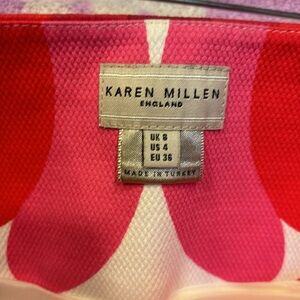 KAREN MILLEN
ENGLAND
UK 8
US 4
EU 36
MADE IN TURKEY